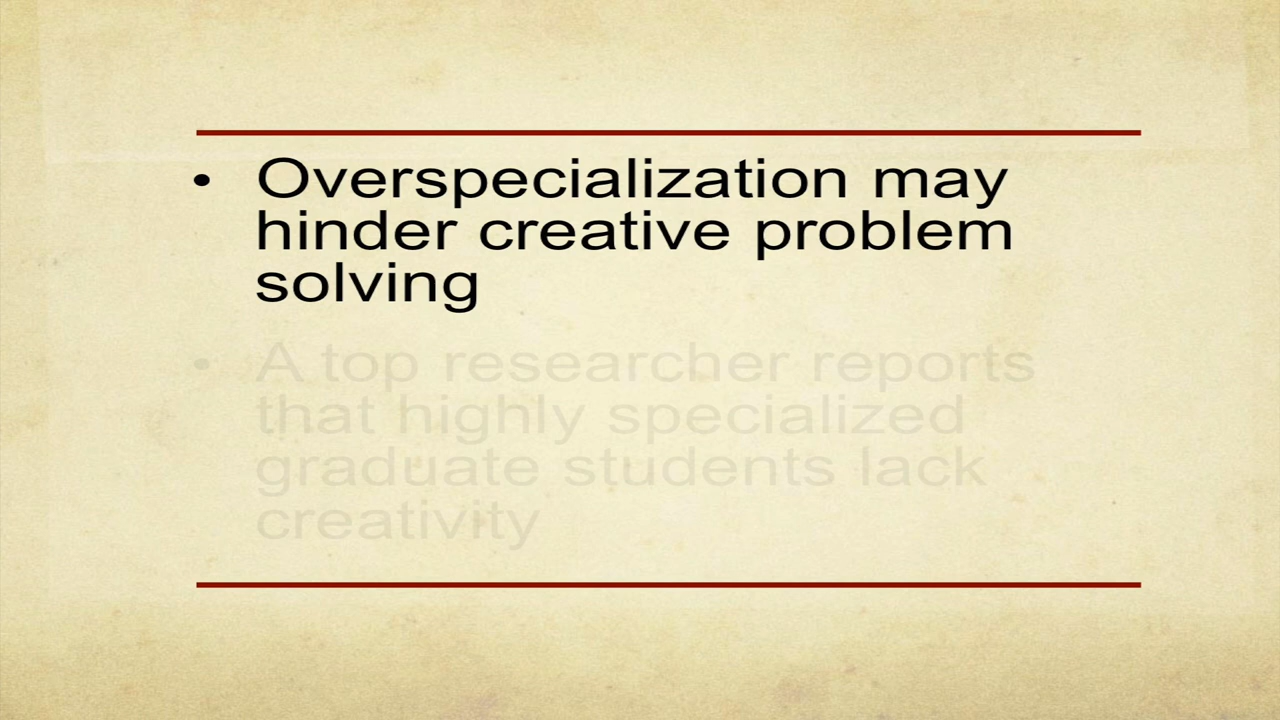 • Overspecialization may
hinder creative problem
solving
• A top researcher reports
that highly specialized
graduate students lack
creativity